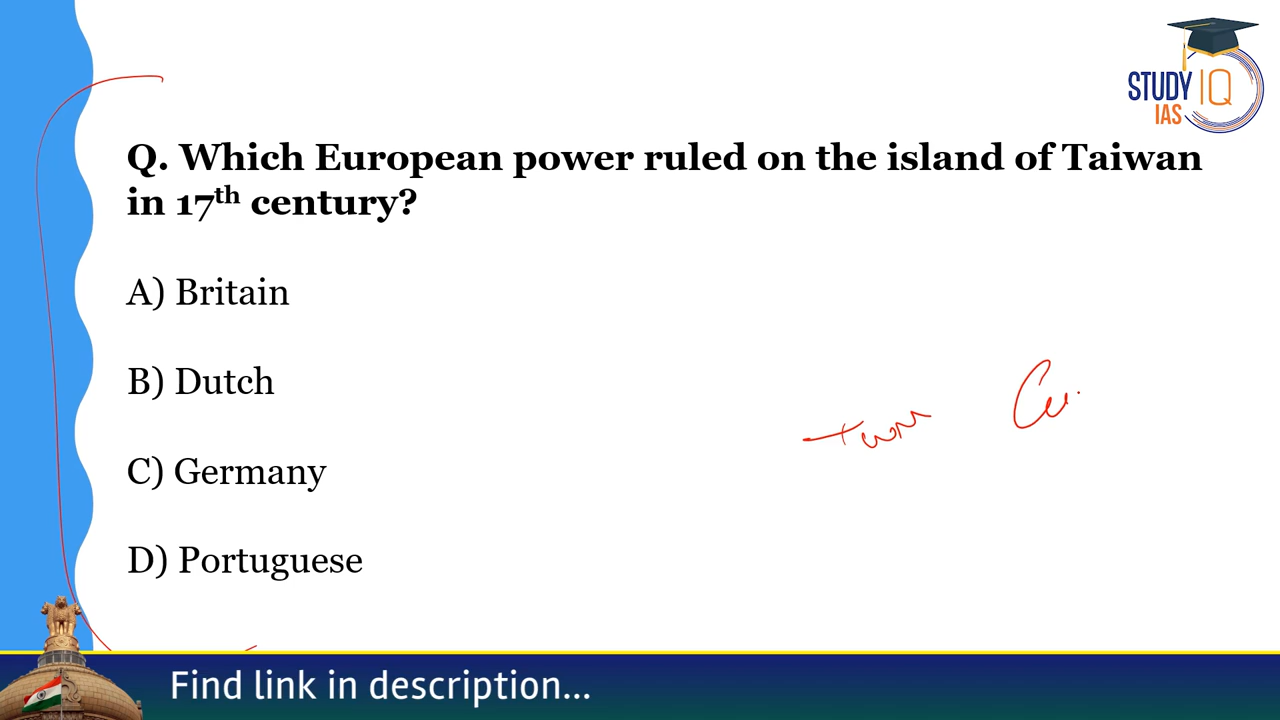 STUDY IQ
IAS
Q. Which European power ruled on the island of Taiwan
in 17th century?
A) Britain
B) Dutch
C) Germany
D) Portuguese
Find link in description...